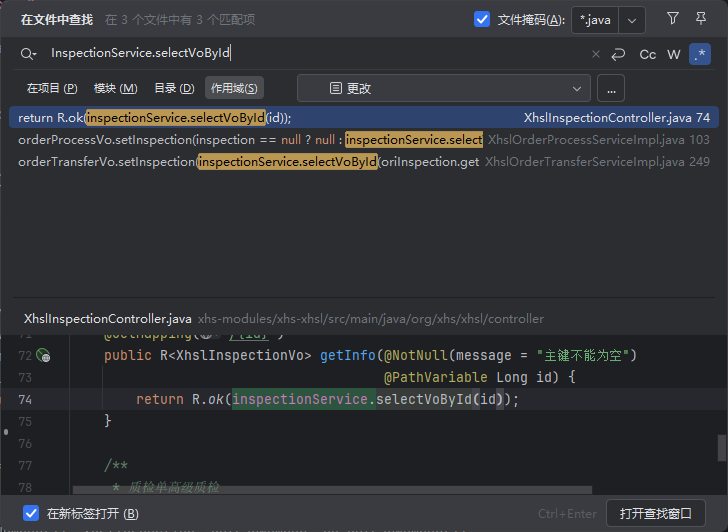 在文件中查找 在 3 个文件中有 3 个匹配项 文件掩码(A): *.java
InspectionService.selectVoById Cc W .*
在项目 (P) 模块 (M) 目录 (D) 作用域(S) 更改 ...
return R.ok(inspectionService.selectVoById(id)); XhslInspectionController.java 74
orderProcessVo.setInspection(inspection == null ? null : inspectionService.select XhslOrderProcessServiceImpl.java 103
orderTransferVo.setInspection(inspectionService.selectVoById(oriInspection.get XhslOrderTransferServiceImpl.java 249
XhslInspectionController.java xhs-modules/xhs-xhsl/src/main/java/org/xhs/xhsl/controller
72 public R<XhslInspectionVo> getInfo(@NotNull(message = "主键不能为空")
73 @PathVariable Long id) {
74 return R.ok(inspectionService.selectVoById(id));
75 }
76
77 /**
78 * 质检单高级质检
在新标签打开 (B) Ctrl+Enter 打开查找窗口